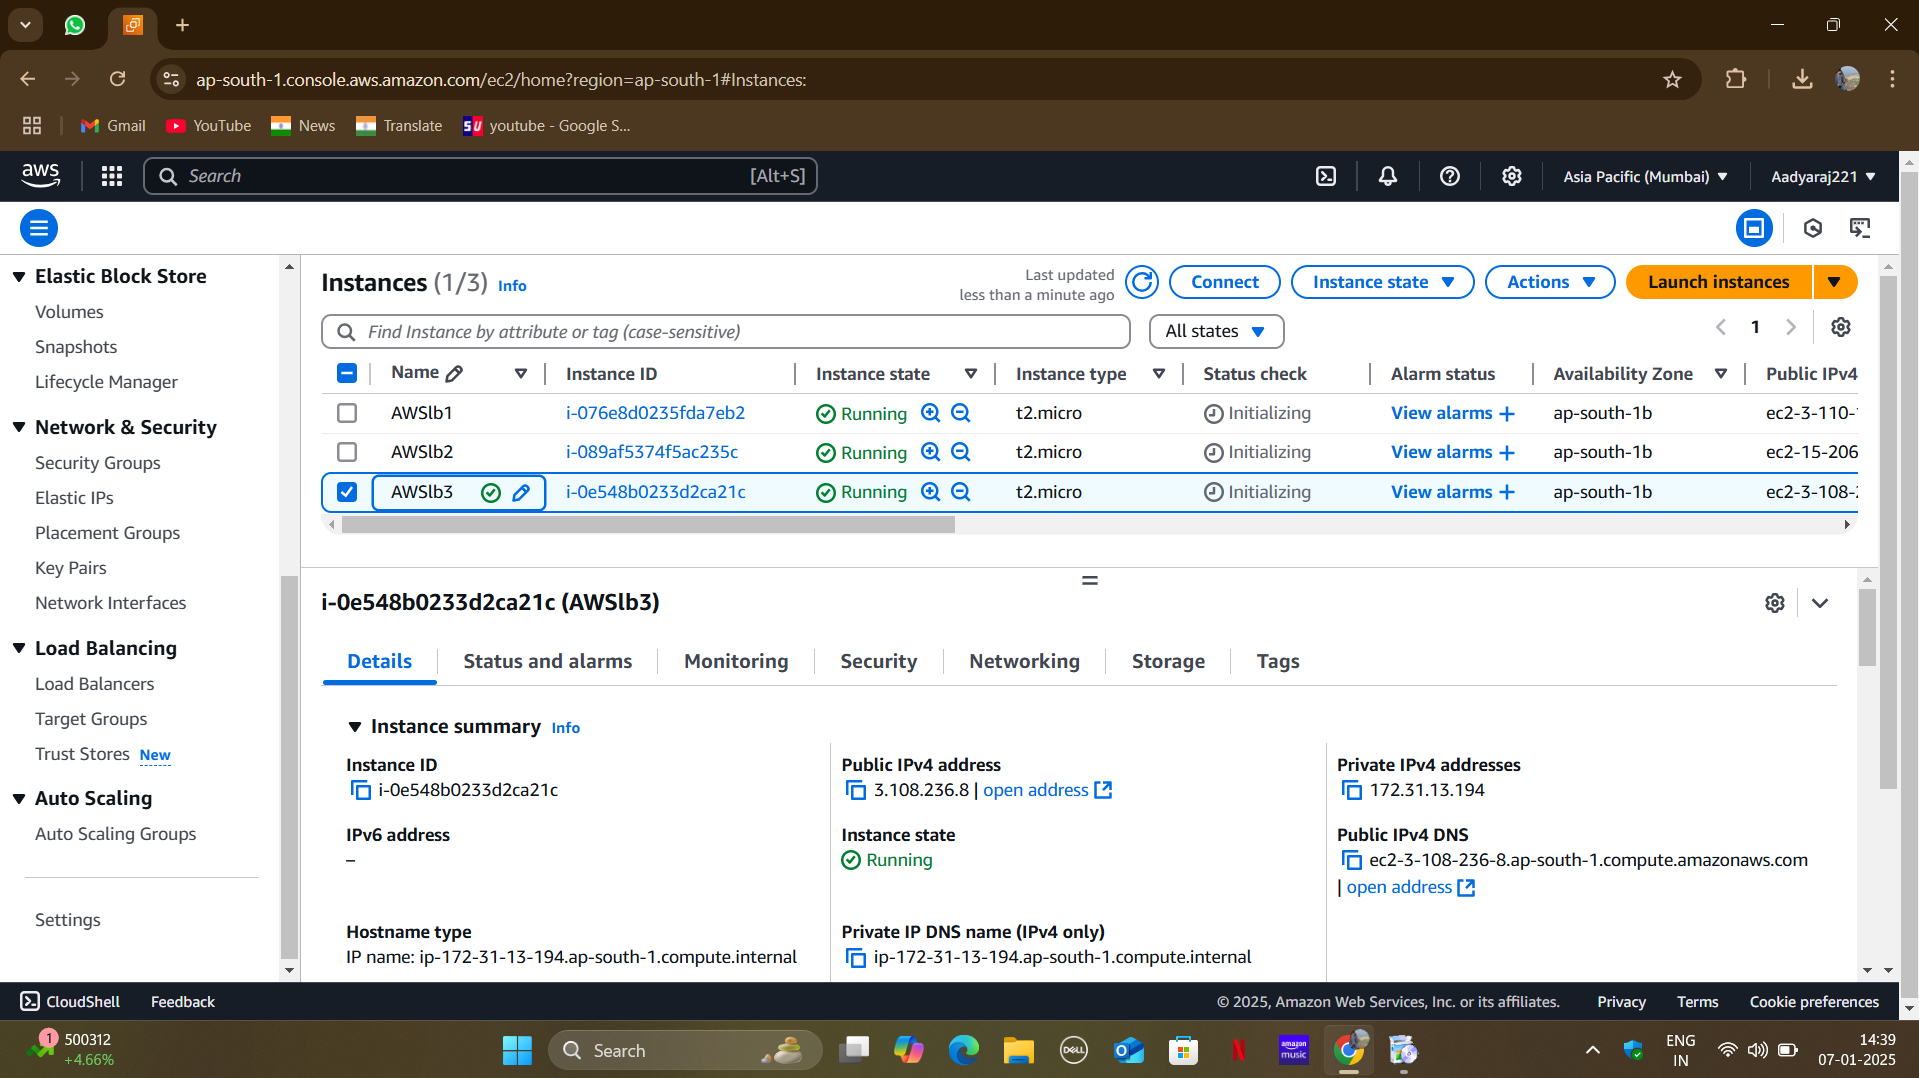 ap-south-1.console.aws.amazon.com/ec2/home?region=ap-south-1#Instances:
Gmail YouTube News Translate SU youtube - Google S...
aws Search [Alt+S] Asia Pacific (Mumbai) Aadyaraj221
Elastic Block Store
Volumes
Snapshots
Lifecycle Manager
Network & Security
Security Groups
Elastic IPs
Placement Groups
Key Pairs
Network Interfaces
Load Balancing
Load Balancers
Target Groups
Trust Stores New
Auto Scaling
Auto Scaling Groups
Settings
Instances (1/3) Info
Last updated
less than a minute ago
Connect Instance state Actions Launch instances
Find Instance by attribute or tag (case-sensitive) All states 1
Name Instance ID Instance state Instance type Status check Alarm status Availability Zone Public IPv4
AWSlb1 i-076e8d0235fda7eb2 Running t2.micro Initializing View alarms + ap-south-1b ec2-3-110-
AWSlb2 i-089af5374f5ac235c Running t2.micro Initializing View alarms + ap-south-1b ec2-15-206
AWSlb3 i-0e548b0233d2ca21c Running t2.micro Initializing View alarms + ap-south-1b ec2-3-108-
i-0e548b0233d2ca21c (AWSlb3)
Details Status and alarms Monitoring Security Networking Storage Tags
Instance summary Info
Instance ID
i-0e548b0233d2ca21c
Public IPv4 address
3.108.236.8 | open address
Private IPv4 addresses
172.31.13.194
IPv6 address
–
Instance state
Running
Public IPv4 DNS
ec2-3-108-236-8.ap-south-1.compute.amazonaws.com
| open address
Hostname type
IP name: ip-172-31-13-194.ap-south-1.compute.internal
Private IP DNS name (IPv4 only)
ip-172-31-13-194.ap-south-1.compute.internal
CloudShell Feedback © 2025, Amazon Web Services, Inc. or its affiliates. Privacy Terms Cookie preferences
1 500312
+4.66%
Search
DELL
amazon
music
ENG
IN
14:39
07-01-2025